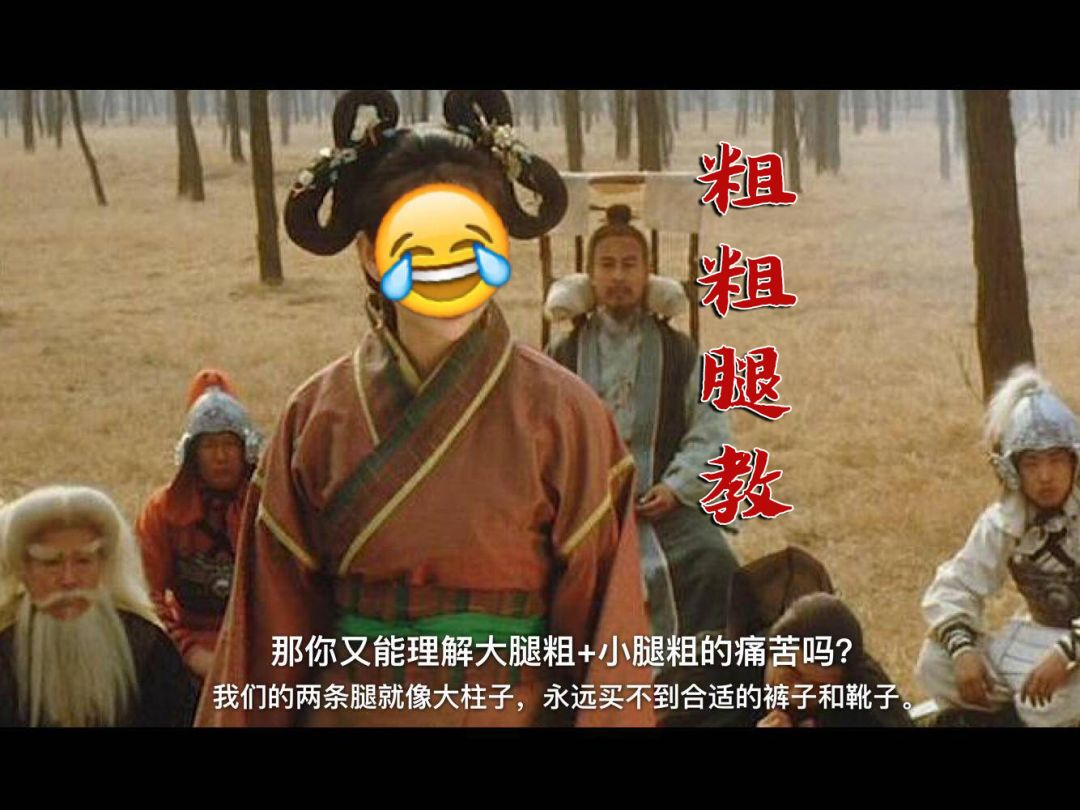 粗粗腿教
那你又能理解大腿粗+小腿粗的痛苦吗?
我们的两条腿就像大柱子，永远买不到合适的裤子和靴子。